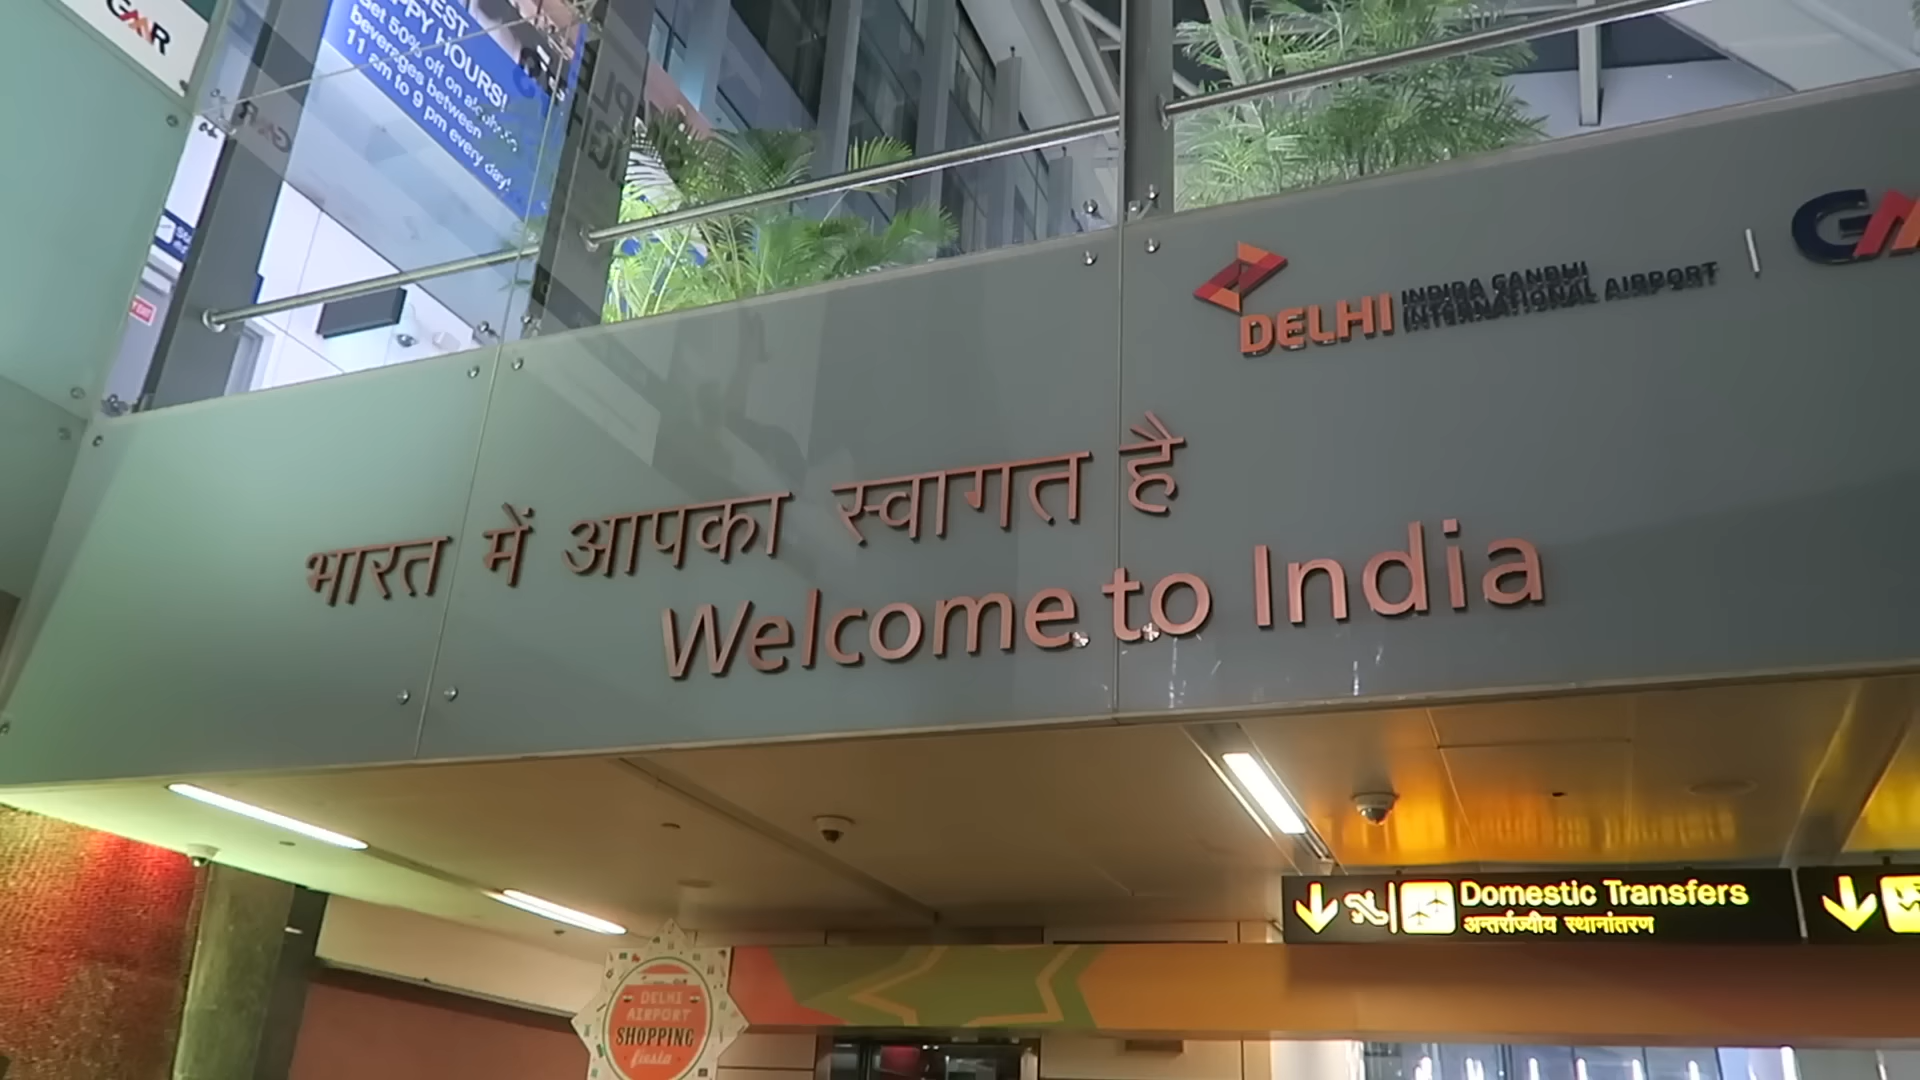 GMR
HAPPY HOURS!
Get 50% off on alcoholic
beverages between
11 am to 9 pm every day!
DELHI
INDIRA GANDHI
INTERNATIONAL AIRPORT
भारत में आपका स्वागत है
Welcome to India
Domestic Transfers
अन्तर्राज्यीय स्थानांतरण
DELHI
AIRPORT
SHOPPING
fiesta